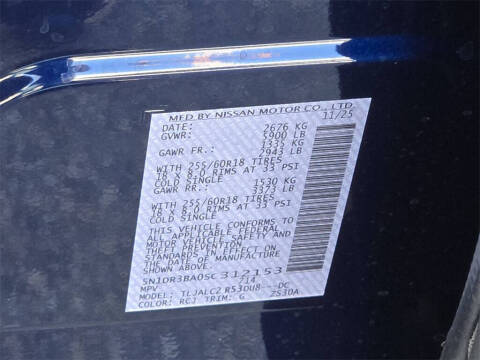 MFD BY NISSAN MOTOR CO., LTD.
DATE: 11/25
GVWR: 2676 KG
5900 LB
GAWR FR.: 1335 KG
2943 LB
WITH 255/60R18 TIRES
18 X 8.0 RIMS AT 33 PSI
COLD SINGLE
GAWR RR.: 1530 KG
3373 LB
WITH 255/60R18 TIRES
18 X 8.0 RIMS AT 33 PSI
COLD SINGLE
THIS VEHICLE CONFORMS TO
ALL APPLICABLE FEDERAL
MOTOR VEHICLE SAFETY AND
THEFT PREVENTION
STANDARDS IN EFFECT ON
THE DATE OF MANUFACTURE
5N1DR3BA0SC312153
MPV
MODEL: TLJALCZ R53DU8---DC
COLOR: RCJ TRIM: G ZS30A